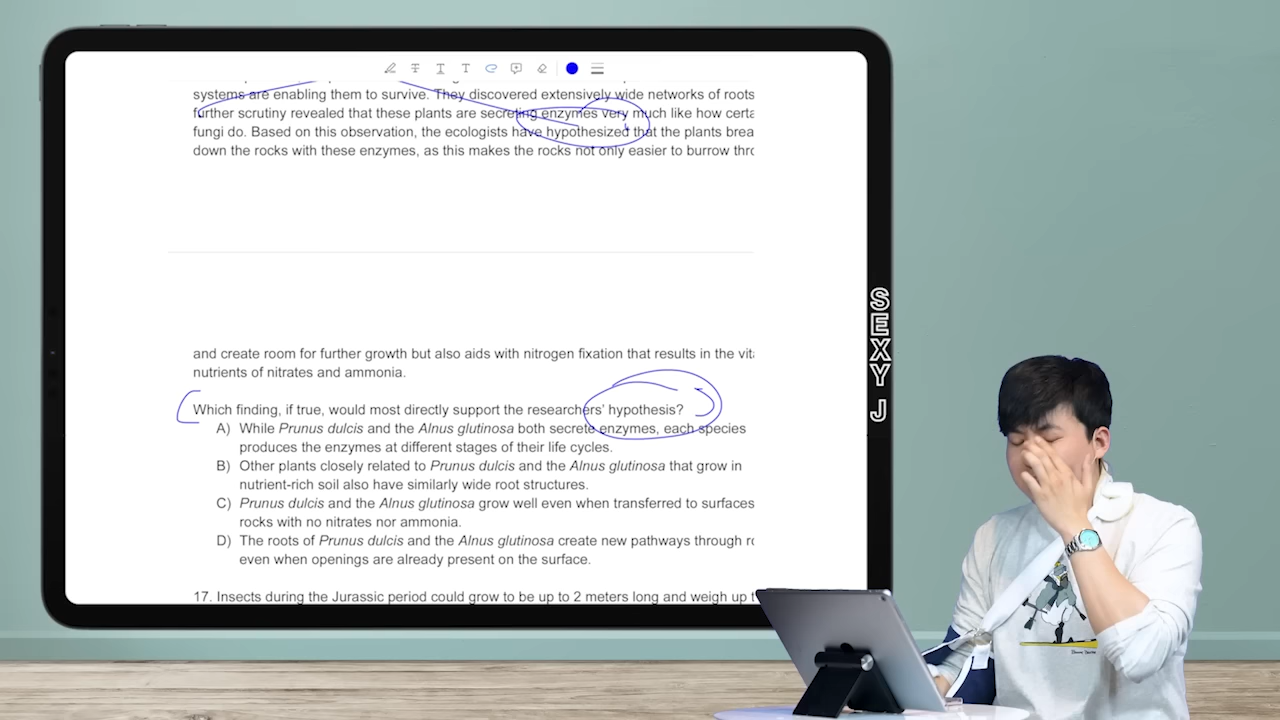 systems are enabling them to survive. They discovered extensively wide networks of roots
further scrutiny revealed that these plants are secreting enzymes very much like how certa
fungi do. Based on this observation, the ecologists have hypothesized that the plants brea
down the rocks with these enzymes, as this makes the rocks not only easier to burrow thro
and create room for further growth but also aids with nitrogen fixation that results in the vita
nutrients of nitrates and ammonia.
Which finding, if true, would most directly support the researchers' hypothesis?
A) While Prunus dulcis and the Alnus glutinosa both secrete enzymes, each species
produces the enzymes at different stages of their life cycles.
B) Other plants closely related to Prunus dulcis and the Alnus glutinosa that grow in
nutrient-rich soil also have similarly wide root structures.
C) Prunus dulcis and the Alnus glutinosa grow well even when transferred to surfaces
rocks with no nitrates nor ammonia.
D) The roots of Prunus dulcis and the Alnus glutinosa create new pathways through ro
even when openings are already present on the surface.
17. Insects during the Jurassic period could grow to be up to 2 meters long and weigh up t
SEXY J